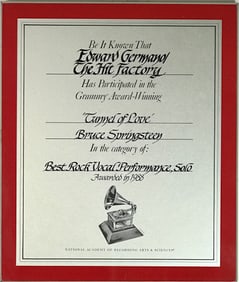 Be It Known That
Edward Germano/
The Hit Factory
Has Participated in the
Grammy® Award-Winning
"Tunnel of Love"
Bruce Springsteen
In the category of:
Best Rock Vocal Performance, Solo
Awarded in
NATIONAL ACADEMY OF RECORDING ARTS & SCIENCES